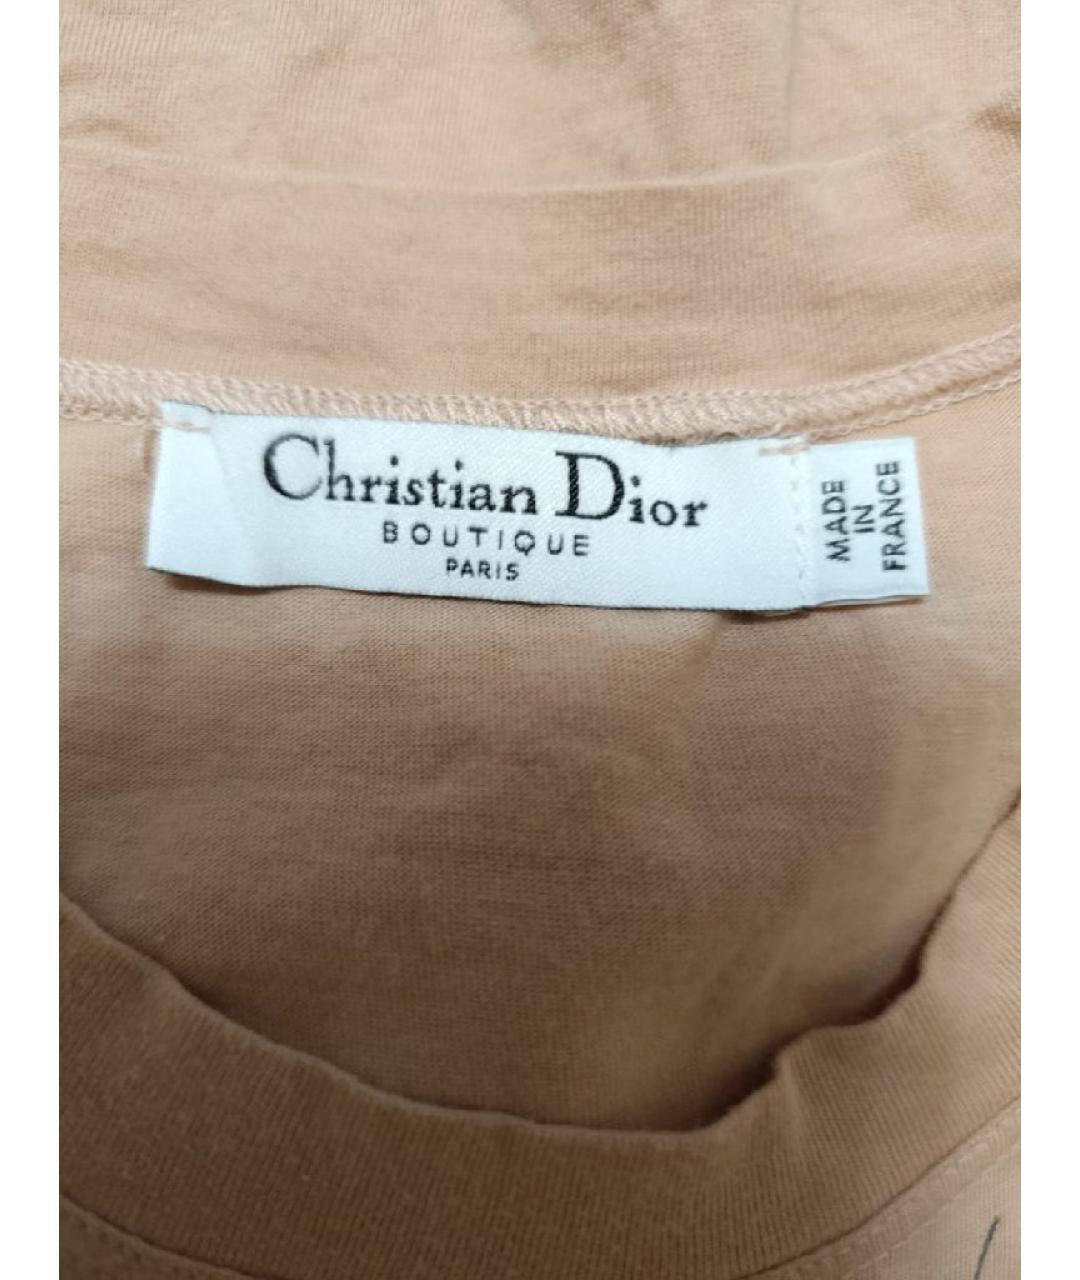 Christian Dior
BOUTIQUE
PARIS
MADE
IN
FRANCE